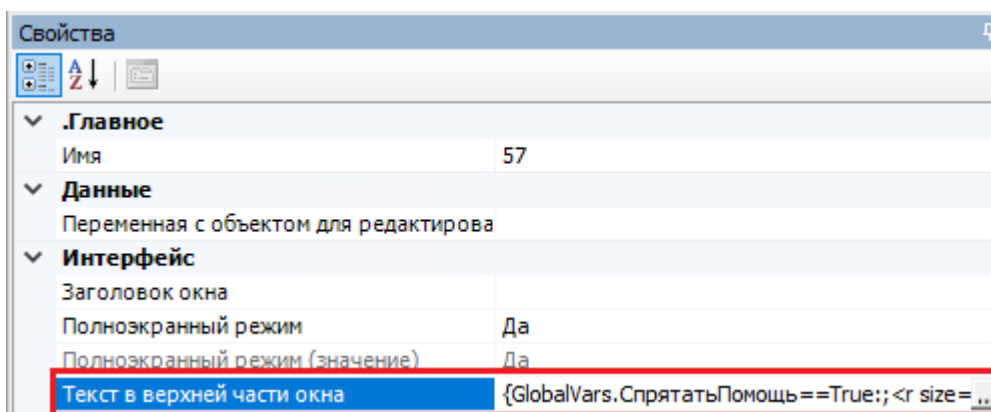 Свойства
A Z
.Главное
Имя 57
Данные
Переменная с объектом для редактирова
Интерфейс
Заголовок окна
Полноэкранный режим Да
Полноэкранный режим (значение) Да
Текст в верхней части окна {GlobalVars.СпрятатьПомощь==True:;<r size= ...